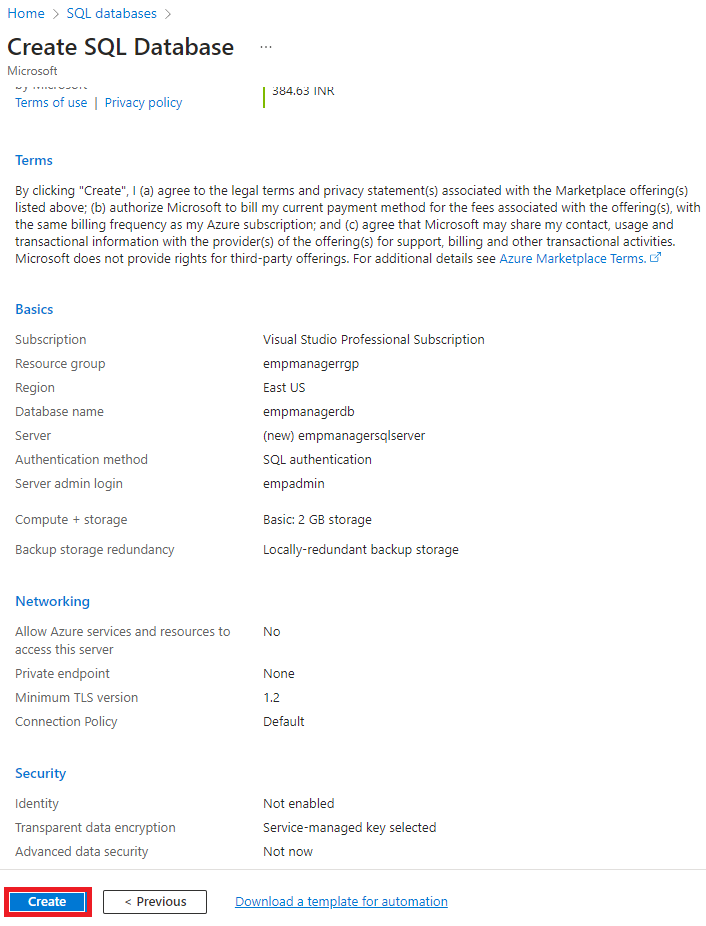 Home > SQL databases >
Create SQL Database ...
Microsoft
by Microsoft
384.63 INR
Terms of use | Privacy policy
Terms
By clicking "Create", I (a) agree to the legal terms and privacy statement(s) associated with the Marketplace offering(s)
listed above; (b) authorize Microsoft to bill my current payment method for the fees associated with the offering(s), with
the same billing frequency as my Azure subscription; and (c) agree that Microsoft may share my contact, usage and
transactional information with the provider(s) of the offering(s) for support, billing and other transactional activities.
Microsoft does not provide rights for third-party offerings. For additional details see Azure Marketplace Terms.
Basics
Subscription Visual Studio Professional Subscription
Resource group empmanagerrgp
Region East US
Database name empmanagerdb
Server (new) empmanagersqlserver
Authentication method SQL authentication
Server admin login empadmin
Compute + storage Basic: 2 GB storage
Backup storage redundancy Locally-redundant backup storage
Networking
Allow Azure services and resources to No
access this server
Private endpoint None
Minimum TLS version 1.2
Connection Policy Default
Security
Identity Not enabled
Transparent data encryption Service-managed key selected
Advanced data security Not now
Create < Previous Download a template for automation